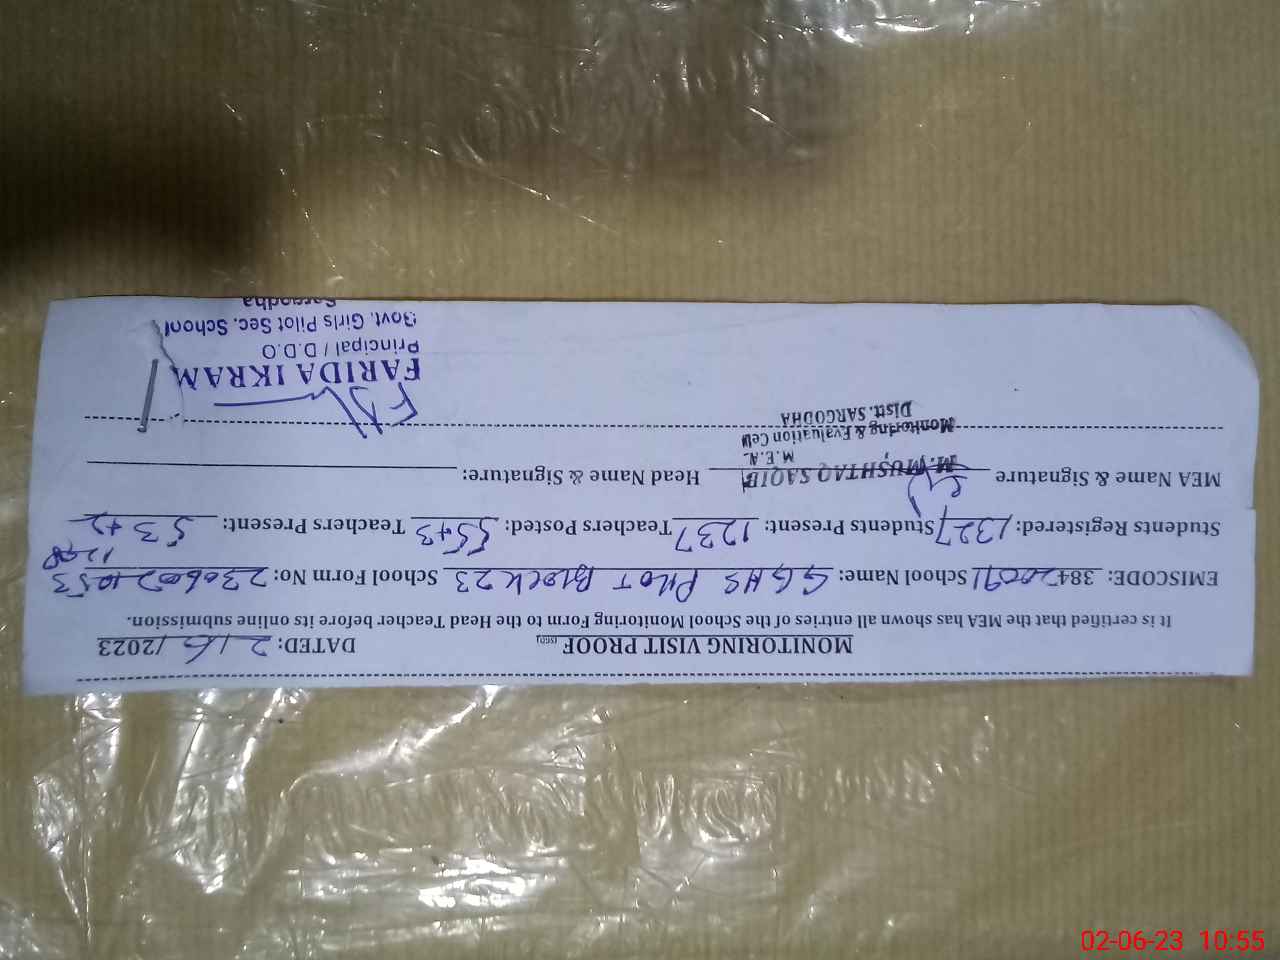 MONITORING VISIT PROOF DATED: 2/6/2023
It is certified that the MEA has shown all entries of the School Monitoring Form to the Head Teacher before its online submission.
EMISCODE: 38420091 School Name: GGHS PILOT BLOCK 23 School Form No:
Students Registered: 1327 Students Present: 1237 Teachers Posted: 55+3 Teachers Present: 53+2
MEA Name & Signature M. MUSHTAQ SAQIB Head Name & Signature:
M.E.A.
Monitoring & Evaluation Cell
Distt. SARGODHA
FARIDA IKRAM
Principal / D.D.O
Govt. Girls Pilot Sec. School
Sargodha
02-06-23 10:55